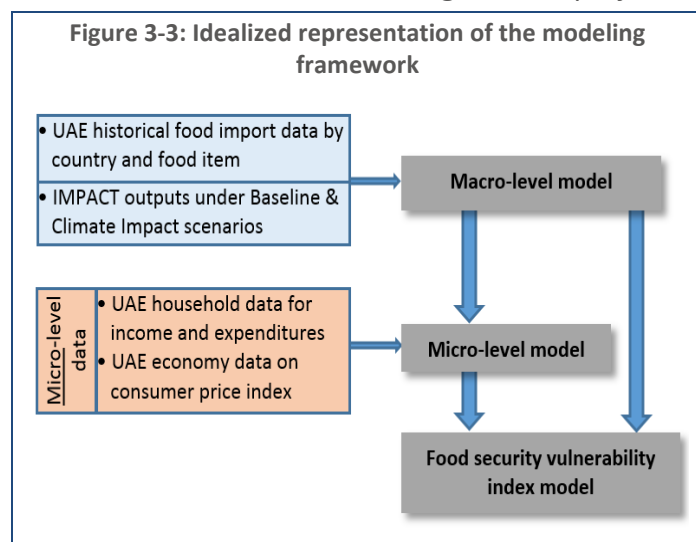 Figure 3-3: Idealized representation of the modeling
framework
• UAE historical food import data by
country and food item
• IMPACT outputs under Baseline &
Climate Impact scenarios
Macro-level model
Micro-level
data
• UAE household data for
income and expenditures
• UAE economy data on
consumer price index
Micro-level model
Food security vulnerability
index model